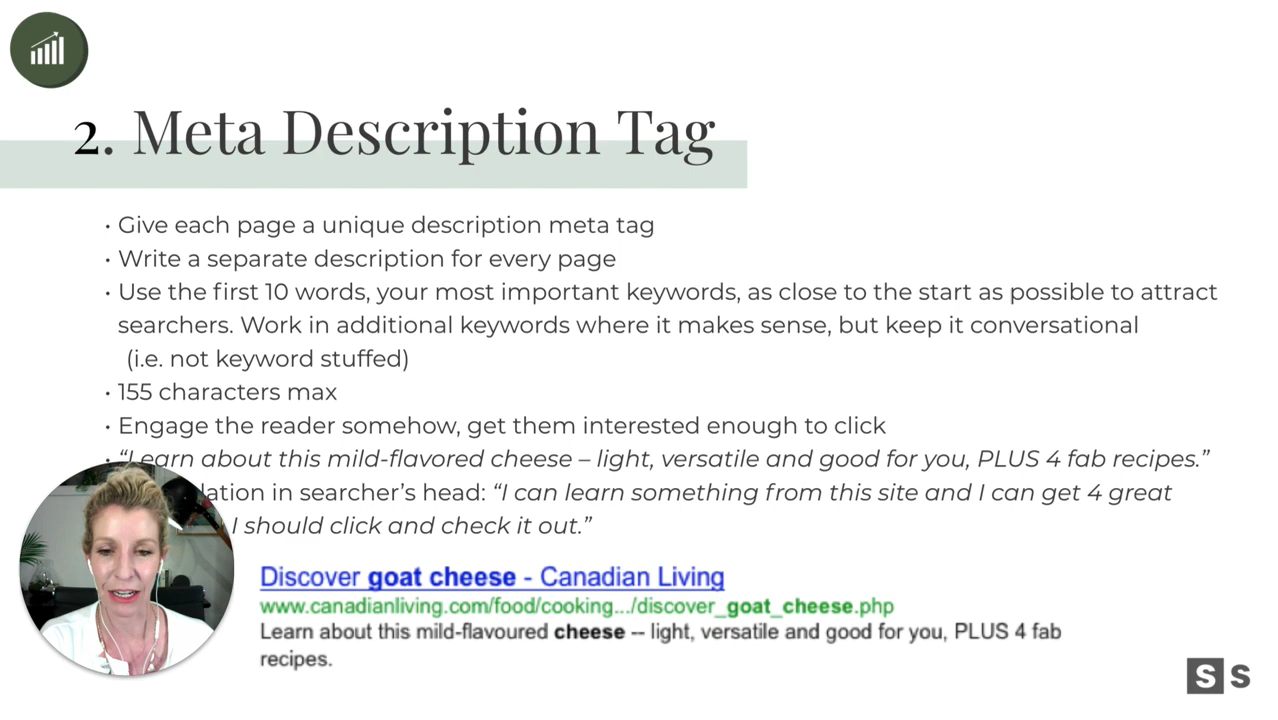 2. Meta Description Tag
• Give each page a unique description meta tag
• Write a separate description for every page
• Use the first 10 words, your most important keywords, as close to the start as possible to attract
searchers. Work in additional keywords where it makes sense, but keep it conversational
(i.e. not keyword stuffed)
• 155 characters max
• Engage the reader somehow, get them interested enough to click
• “Learn about this mild-flavored cheese – light, versatile and good for you, PLUS 4 fab recipes.”
in searcher’s head: “I can learn something from this site and I can get 4 great
I should click and check it out.”
Discover goat cheese - Canadian Living
www.canadianliving.com/food/cooking.../discover_goat_cheese.php
Learn about this mild-flavoured cheese -- light, versatile and good for you, PLUS 4 fab
recipes.
S S